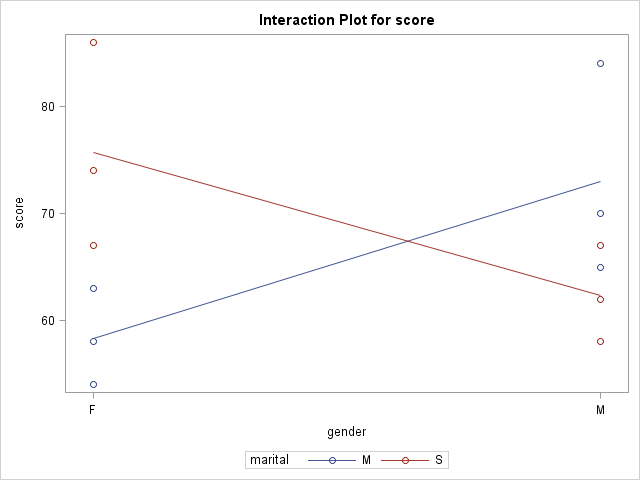 Interaction Plot for score
80
70
60
score
F M
gender
marital M S